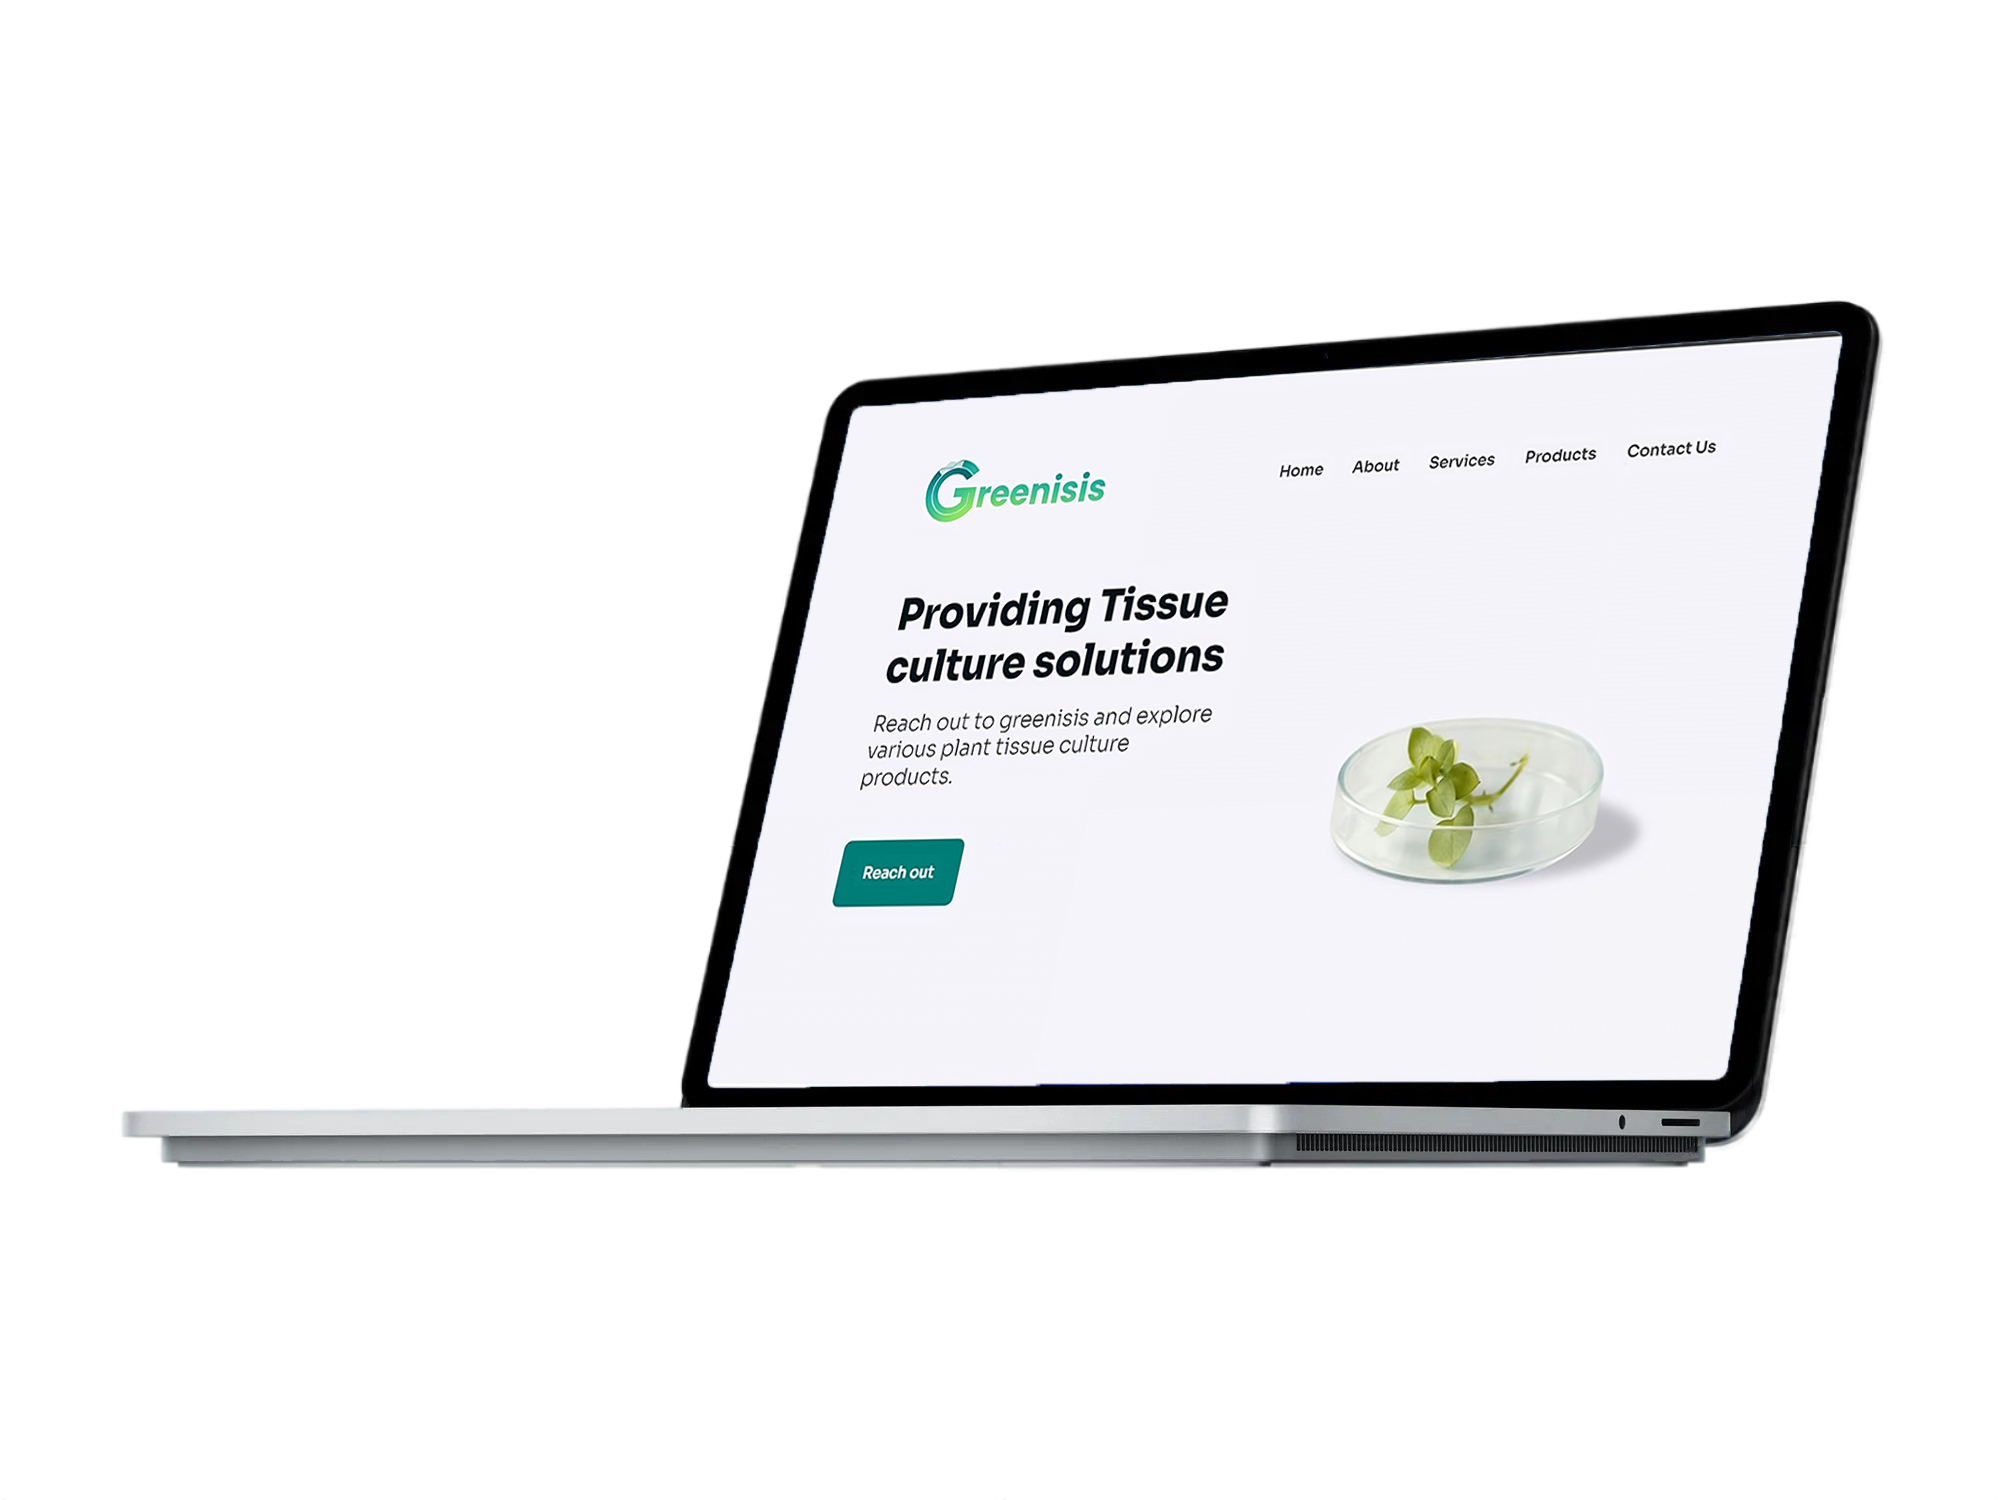 Greenisis
Home About Services Products Contact Us
Providing Tissue
culture solutions
Reach out to greenisis and explore
various plant tissue culture
products.
Reach out